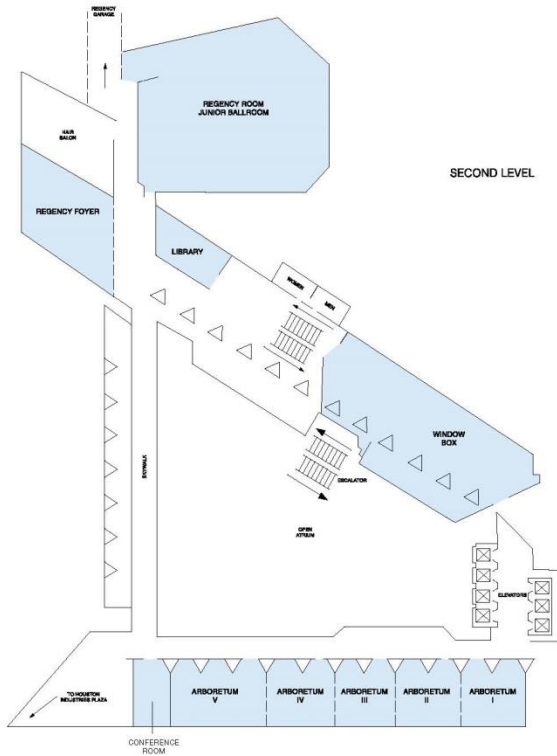 REGENCY
GARAGE
REGENCY ROOM
JUNIOR BALLROOM
HAIR
SALON
SECOND LEVEL
REGENCY FOYER
LIBRARY
WOMEN
MEN
WINDOW
BOX
ESCALATOR
SKYWALK
OPEN
ATRIUM
ELEVATORS
TO HOUSTON
INDUSTRIES PLAZA
ARBORETUM
V
ARBORETUM
IV
ARBORETUM
III
ARBORETUM
II
ARBORETUM
I
CONFERENCE
ROOM